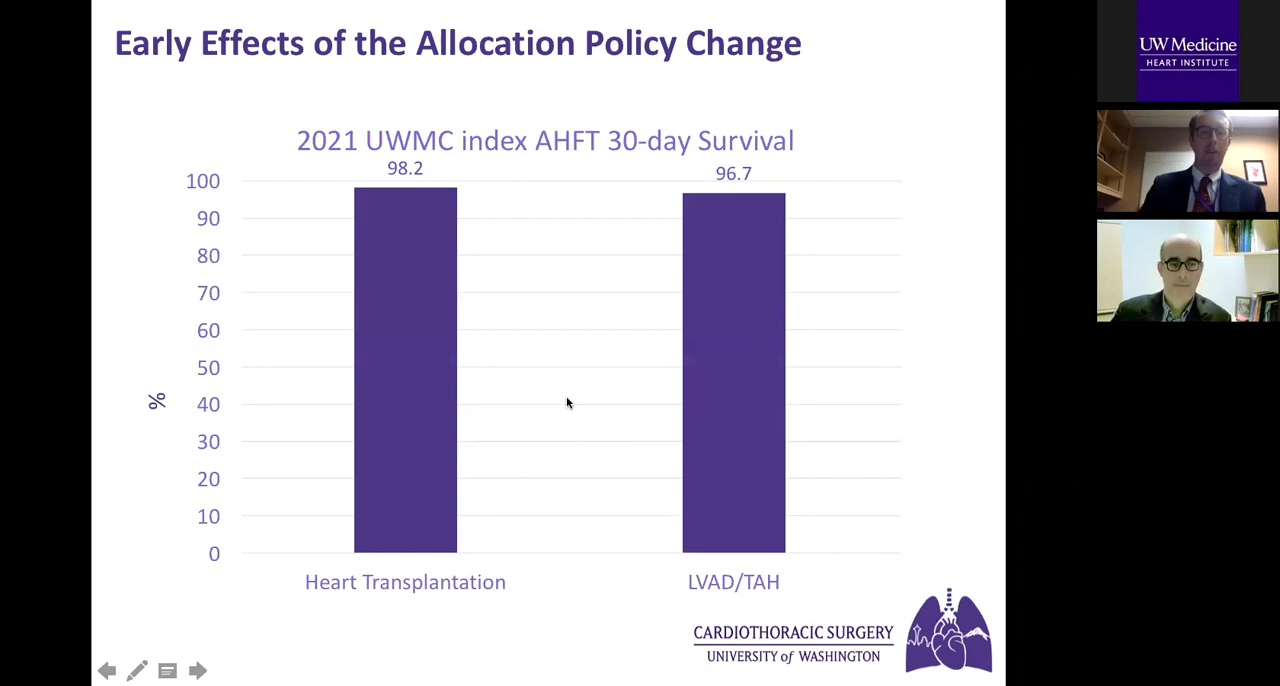 Early Effects of the Allocation Policy Change
2021 UWMC index AHFT 30-day Survival
98.2
96.7
100
90
80
70
60
50
40
30
20
10
0
%
Heart Transplantation
LVAD/TAH
CARDIOTHORACIC SURGERY
UNIVERSITY of WASHINGTON
UW Medicine
HEART INSTITUTE